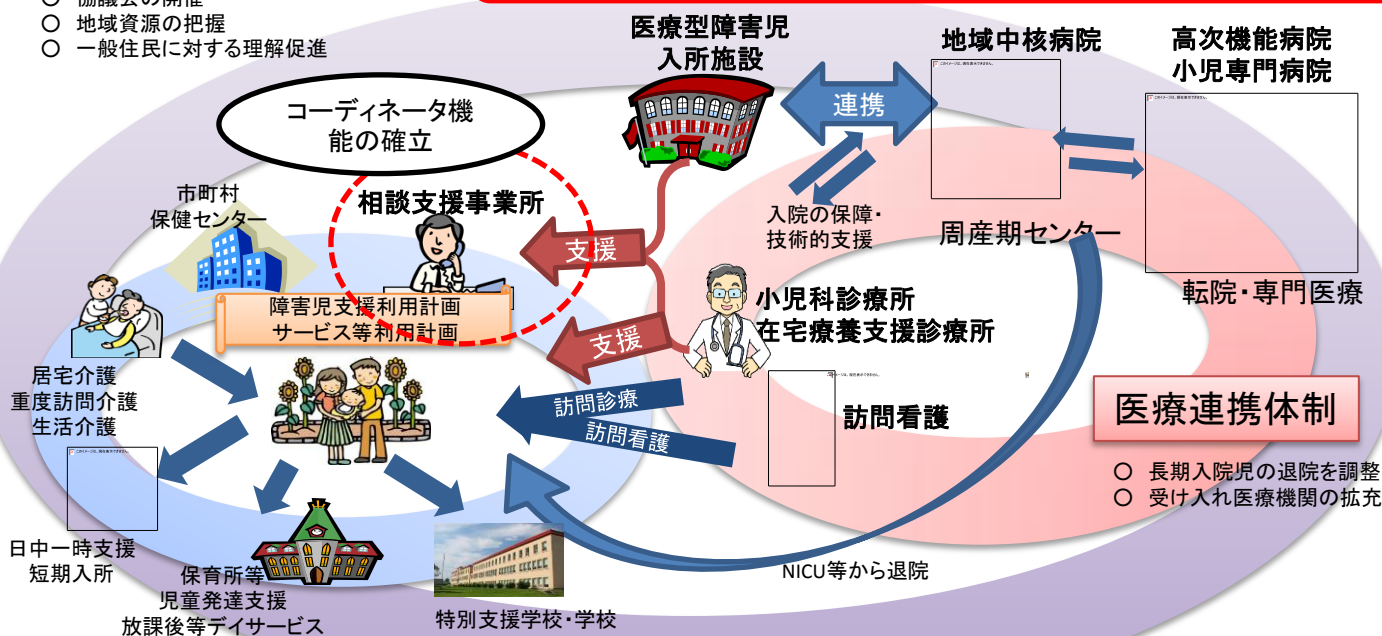 〇 地域資源の把握
〇 一般住民に対する理解促進
医療型障害児
入所施設
地域中核病院
高次機能病院
小児専門病院
コーディネータ機
能の確立
連携
市町村
保健センター
相談支援事業所
入院の保障・
技術的支援
周産期センター
支援
転院・専門医療
障害児支援利用計画
サービス等利用計画
小児科診療所
在宅療養支援診療所
支援
居宅介護
重度訪問介護
生活介護
訪問診療
訪問看護
訪問看護
医療連携体制
〇 長期入院児の退院を調整
〇 受け入れ医療機関の拡充
日中一時支援
短期入所
保育所等
児童発達支援
放課後等デイサービス
特別支援学校・学校
NICU等から退院